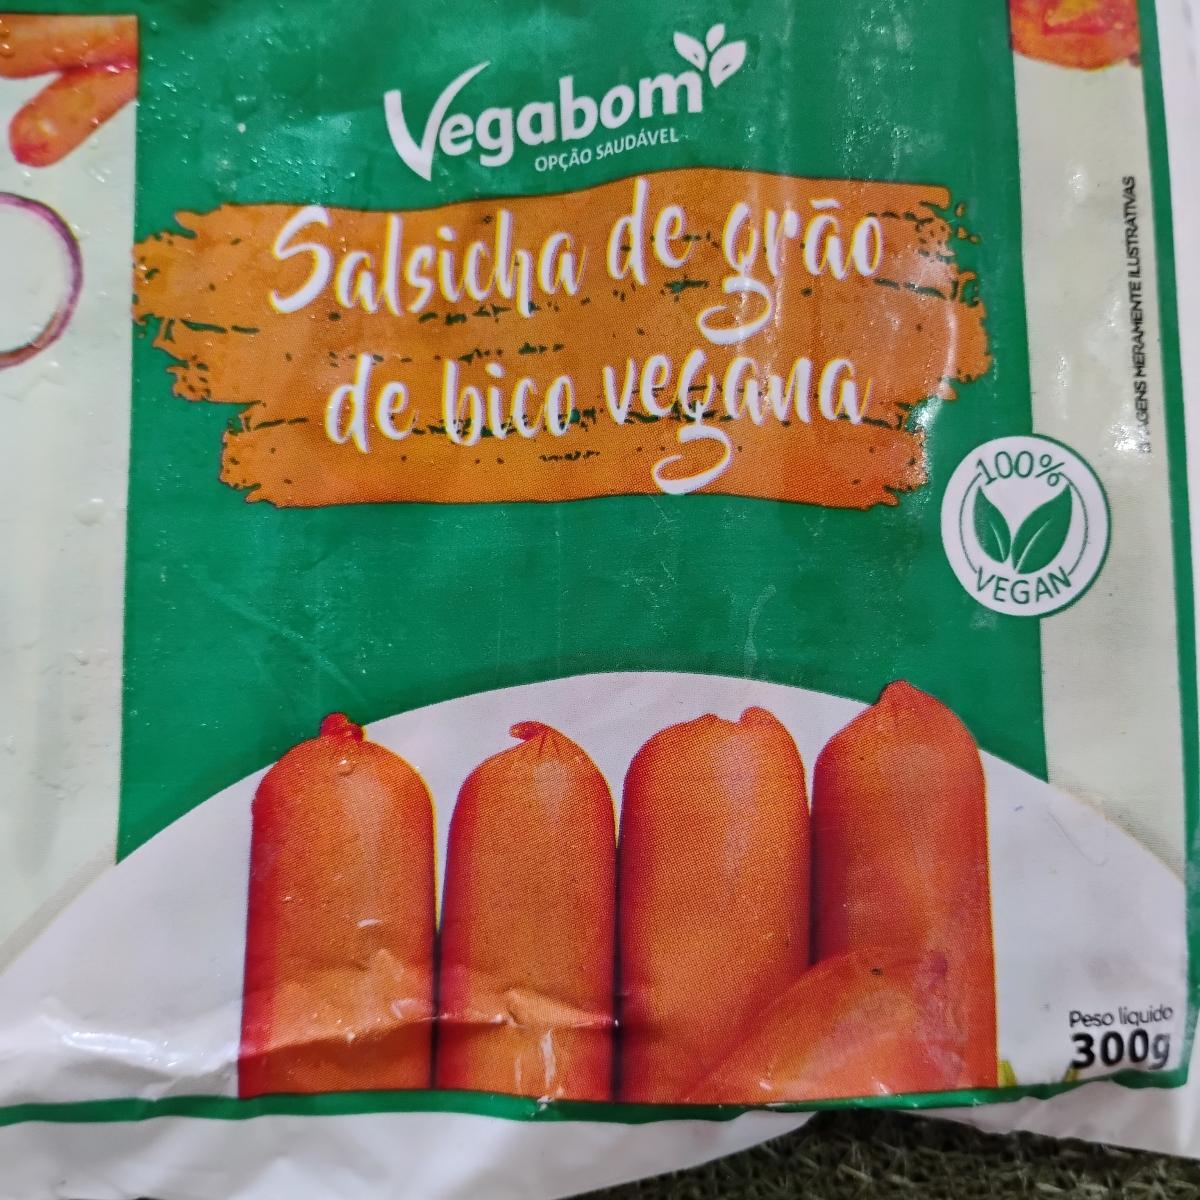 Vegabom
OPÇÃO SAUDÁVEL
Salsicha de grão
de bico vegana
100%
VEGAN
MERAMENTE ILUSTRATIVAS
Peso líquido
300g